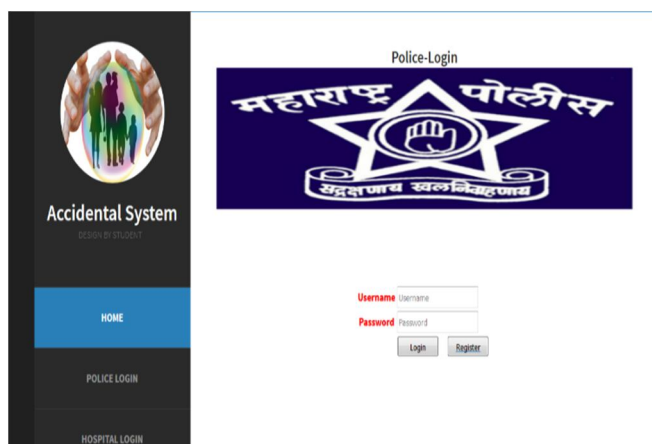 Police-Login
महाराष्ट्र पोलीस
सद्रक्षणाय खलनिग्रहणाय
Accidental System
DESIGN BY STUDENT
Username Username
Password Password
Login Register
HOME
POLICE LOGIN
HOSPITAL LOGIN